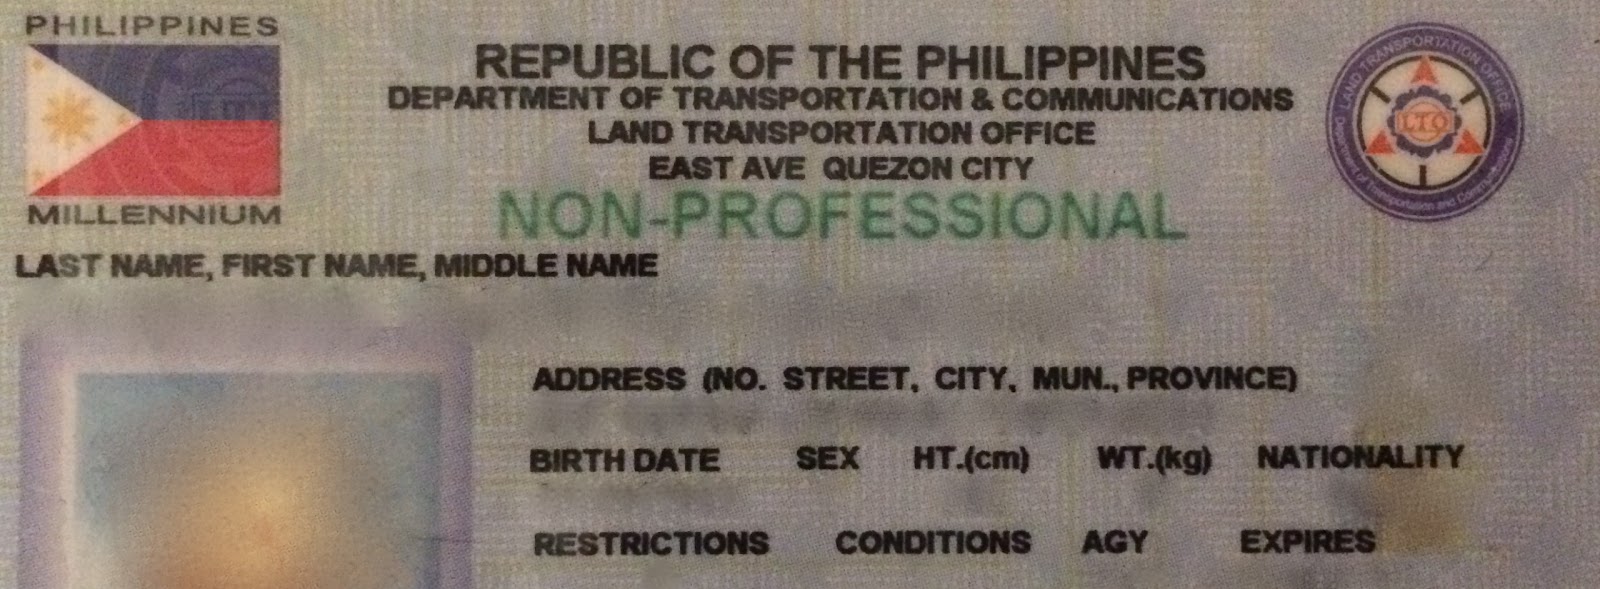 PHILIPPINES
MILLENNIUM
REPUBLIC OF THE PHILIPPINES
DEPARTMENT OF TRANSPORTATION & COMMUNICATIONS
LAND TRANSPORTATION OFFICE
EAST AVE QUEZON CITY
NON-PROFESSIONAL
LAND TRANSPORTATION OFFICE
LTO
Department of Transportation and Communications
LAST NAME, FIRST NAME, MIDDLE NAME
ADDRESS (NO. STREET, CITY, MUN., PROVINCE)
BIRTH DATE SEX HT.(cm) WT.(kg) NATIONALITY
RESTRICTIONS CONDITIONS AGY EXPIRES